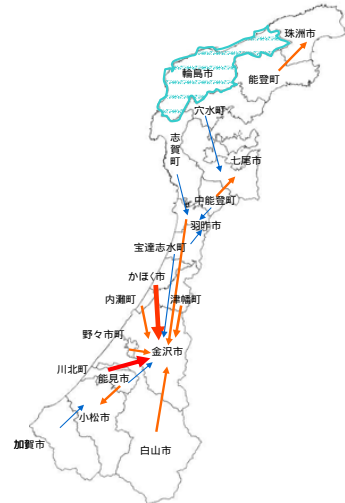 珠洲市
輪島市
能登町
穴水町
志賀町
七尾市
中能登町
羽咋市
宝達志水町
かほく市
内灘町
津幡町
野々市町
金沢市
川北町
能見市
小松市
加賀市
白山市